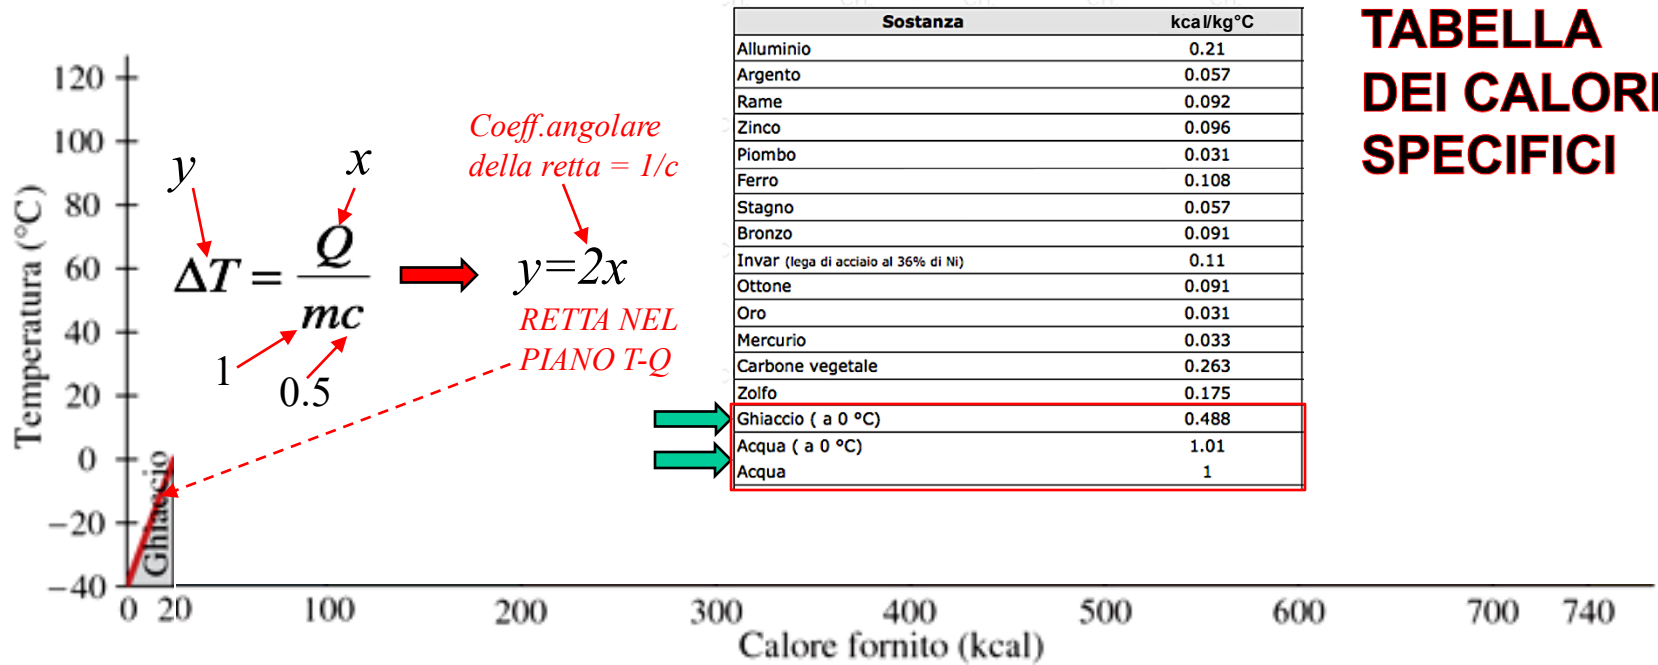 TABELLA
DEI CALORI
SPECIFICI
Sostanza kcal/kg°C
Alluminio 0.21
Argento 0.057
Rame 0.092
Zinco 0.096
Piombo 0.031
Ferro 0.108
Stagno 0.057
Bronzo 0.091
Invar (lega di acciaio al 36% di Ni) 0.11
Ottone 0.091
Oro 0.031
Mercurio 0.033
Carbone vegetale 0.263
Zolfo 0.175
Ghiaccio ( a 0 °C) 0.488
Acqua ( a 0 °C) 1.01
Acqua 1
Coeff.angolare
della retta = 1/c
y x
ΔT = Q / mc
y=2x
1
0.5
RETTA NEL
PIANO T-Q
Temperatura (°C)
120
100
80
60
40
20
0
−20
−40
Ghiaccio
0 20 100 200 300 400 500 600 700 740
Calore fornito (kcal)